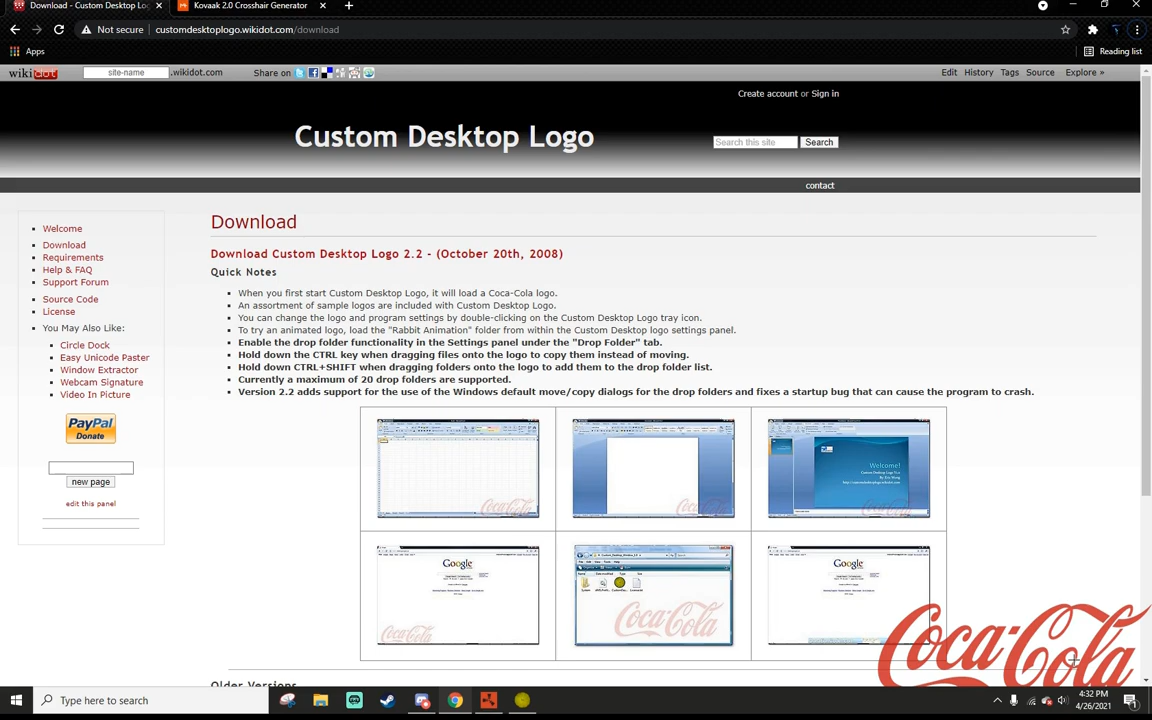 Download - Custom Desktop Log
Kovaak 2.0 Crosshair Generator
Not secure
customdesktoplogo.wikidot.com/download
Apps
Reading list
wikidot
site-name
.wikidot.com
Share on
Edit
History
Tags
Source
Explore »
Create account or Sign in
Custom Desktop Logo
Search this site
Search
contact
Welcome
Download
Requirements
Help & FAQ
Support Forum
Source Code
License
You May Also Like:
Circle Dock
Easy Unicode Paster
Window Extractor
Webcam Signature
Video In Picture
PayPal
Donate
new page
edit this panel
Download
Download Custom Desktop Logo 2.2 - (October 20th, 2008)
Quick Notes
When you first start Custom Desktop Logo, it will load a Coca-Cola logo.
An assortment of sample logos are included with Custom Desktop Logo.
You can change the logo and program settings by double-clicking on the Custom Desktop Logo tray icon.
To try an animated logo, load the "Rabbit Animation" folder from within the Custom Desktop logo settings panel.
Enable the drop folder functionality in the Settings panel under the "Drop Folder" tab.
Hold down the CTRL key when dragging files onto the logo to copy them instead of moving.
Hold down CTRL+SHIFT when dragging folders onto the logo to add them to the drop folder list.
Currently a maximum of 20 drop folders are supported.
Version 2.2 adds support for the use of the Windows default move/copy dialogs for the drop folders and fixes a startup bug that can cause the program to crash.
Coca-Cola
Coca-Cola
Welcome!
Coca-Cola
Google
Coca-Cola
Coca-Cola
Google
Coca-Cola
Older Versions
Type here to search
4:32 PM
4/26/2021